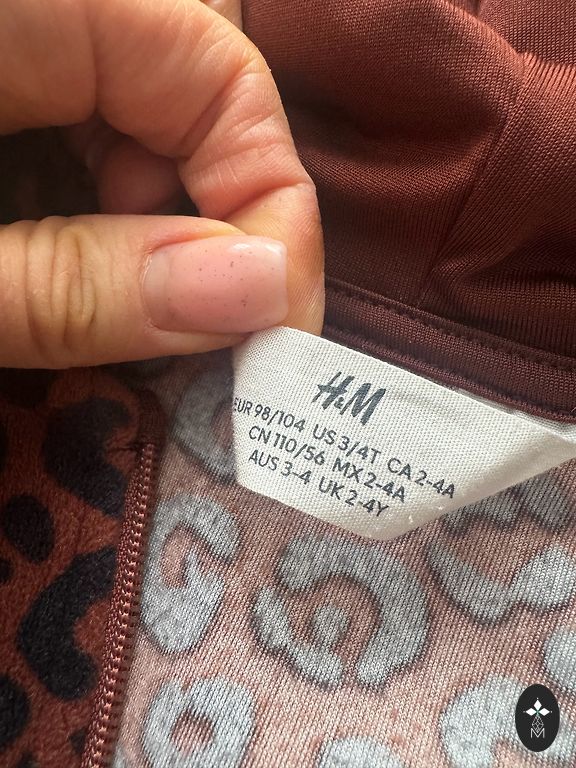 H&M
EUR 98/104 US 3/4T CA 2-4A
CN 110/56 MX 2-4A
AUS 3-4 UK 2-4Y
M